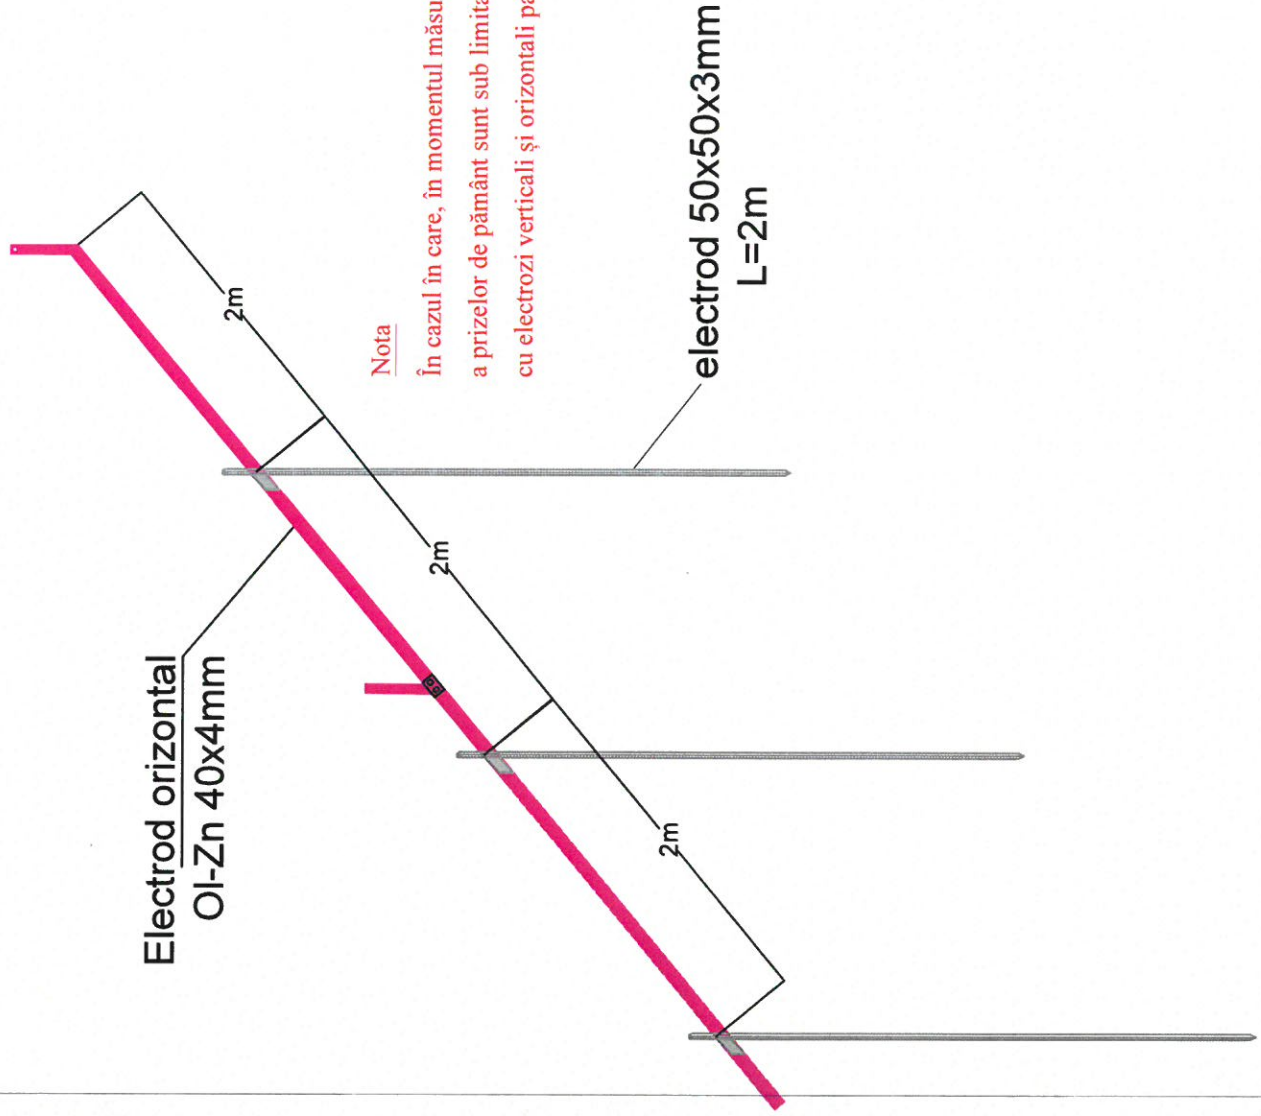 Electrod orizontal
Ol-Zn 40x4mm
2m
2m
2m
Nota
În cazul în care, în momentul măsu
a prizelor de pământ sunt sub limita
cu electrozi verticali și orizontali pa
electrod 50x50x3mm
L=2m